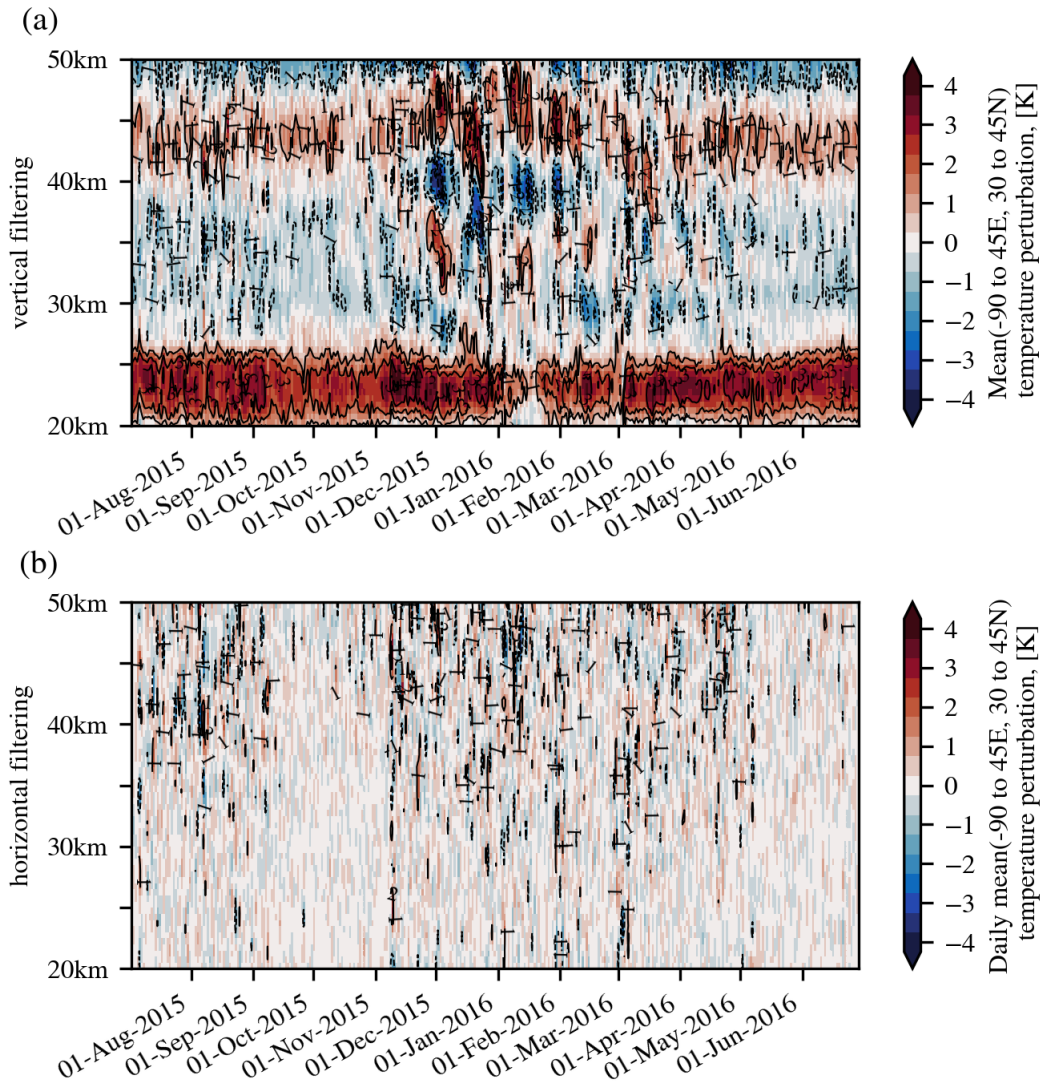 (a)
50km
40km
30km
20km
vertical filtering
01-Aug-2015
01-Sep-2015
01-Oct-2015
01-Nov-2015
01-Dec-2015
01-Jan-2016
01-Feb-2016
01-Mar-2016
01-Apr-2016
01-May-2016
01-Jun-2016
4
3
2
1
0
−1
−2
−3
−4
Mean(-90 to 45E, 30 to 45N)
temperature perturbation, [K]
(b)
50km
40km
30km
20km
horizontal filtering
01-Aug-2015
01-Sep-2015
01-Oct-2015
01-Nov-2015
01-Dec-2015
01-Jan-2016
01-Feb-2016
01-Mar-2016
01-Apr-2016
01-May-2016
01-Jun-2016
4
3
2
1
0
−1
−2
−3
−4
Daily mean(-90 to 45E, 30 to 45N)
temperature perturbation, [K]